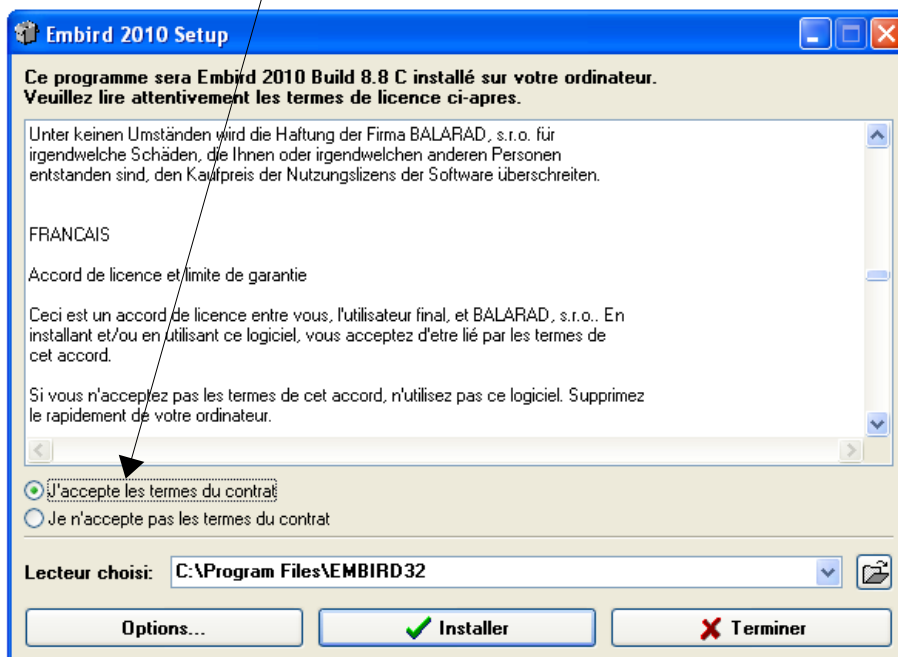 Embird 2010 Setup
Ce programme sera Embird 2010 Build 8.8 C installé sur votre ordinateur.
Veuillez lire attentivement les termes de licence ci-apres.
Unter keinen Umständen wird die Haftung der Firma BALARAD, s.r.o. für
irgendwelche Schäden, die Ihnen oder irgendwelchen anderen Personen
entstanden sind, den Kaufpreis der Nutzungslizens der Software überschreiten.
FRANCAIS
Accord de licence et limite de garantie
Ceci est un accord de licence entre vous, l'utilisateur final, et BALARAD, s.r.o.. En
installant et/ou en utilisant ce logiciel, vous acceptez d'etre lié par les termes de
cet accord.
Si vous n'acceptez pas les termes de cet accord, n'utilisez pas ce logiciel. Supprimez
le rapidement de votre ordinateur.
J'accepte les termes du contrat
Je n'accepte pas les termes du contrat
Lecteur choisi: C:\Program Files\EMBIRD32
Options... Installer Terminer